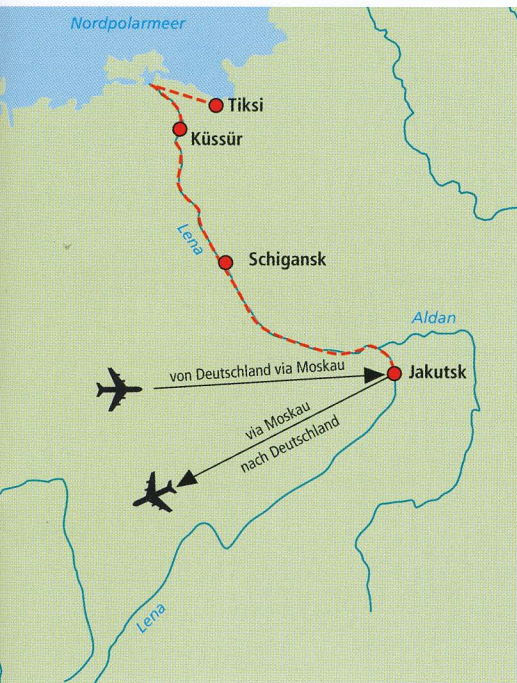 Nordpolarmeer
Tiksi
Küssür
Lena
Schigansk
Aldan
von Deutschland via Moskau
Jakutsk
via Moskau
nach Deutschland
Lena